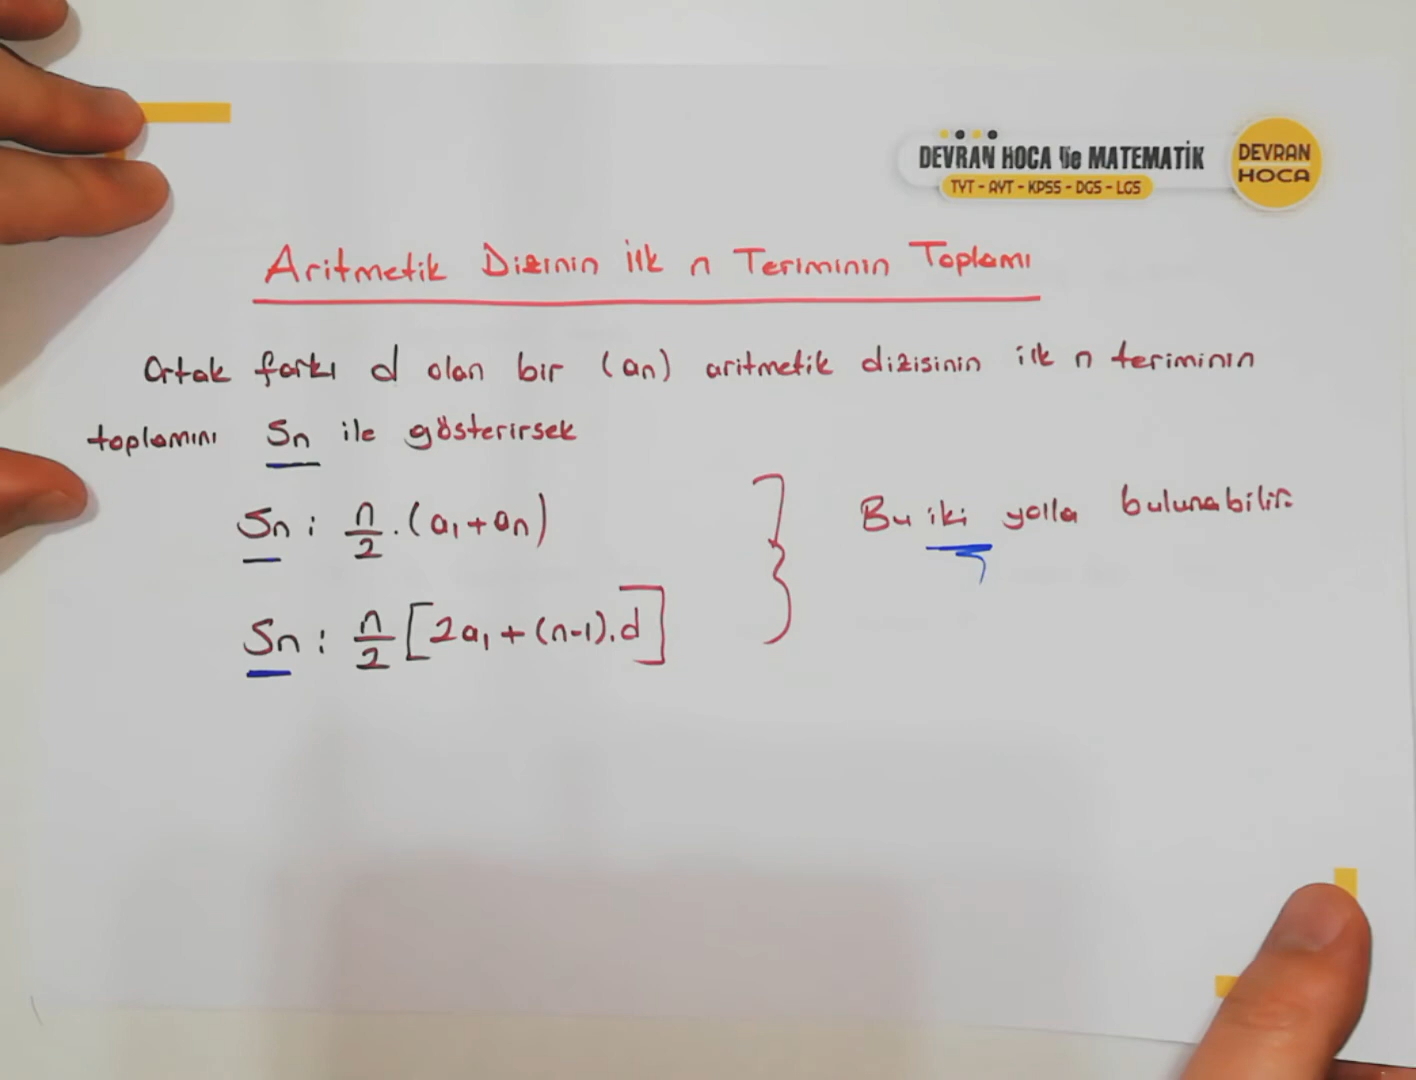 DEVRAN HOCA ile MATEMATİK
TYT - AYT - KPSS - DGS - LGS
DEVRAN
HOCA
Aritmetik Dizinin ilk n Teriminin Toplamı
Ortak farkı d olan bir (an) aritmetik dizisinin ilk n teriminin
toplamını Sn ile gösterirsek
Sn : n/2 . (a₁ + an)
Bu iki yolla bulunabilir.
Sn : n/2 [2a₁ + (n-1).d]